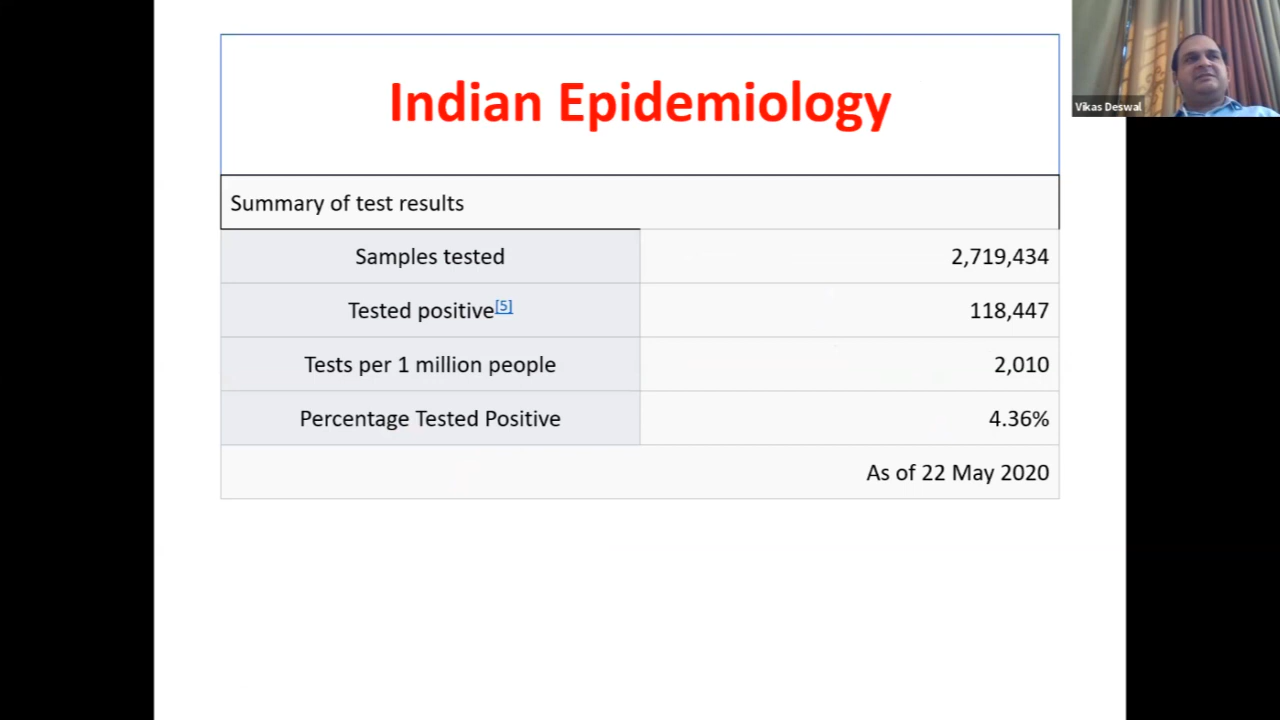 Indian Epidemiology
Vikas Deswal
Summary of test results
Samples tested 2,719,434
Tested positive[5] 118,447
Tests per 1 million people 2,010
Percentage Tested Positive 4.36%
As of 22 May 2020